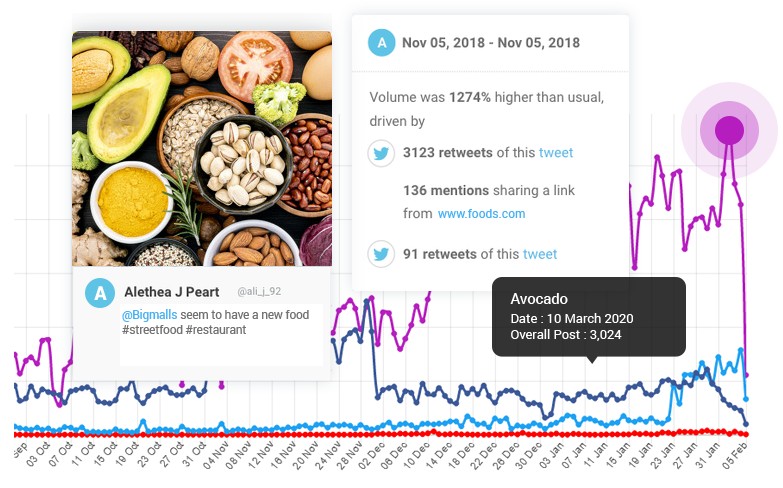 A Nov 05, 2018 - Nov 05, 2018
Volume was 1274% higher than usual,
driven by
3123 retweets of this tweet
136 mentions sharing a link
from www.foods.com
91 retweets of this tweet
A Alethea J Peart @ali_j_92
@Bigmalls seem to have a new food
#streetfood #restaurant
Avocado
Date : 10 March 2020
Overall Post : 3,024
Sep 03 Oct 07 Oct 11 Oct 15 Oct 19 Oct 23 Oct 27 Oct 31 Oct 04 Nov 08 Nov 12 Nov 16 Nov 20 Nov 24 Nov 28 Nov 02 Dec 06 Dec 10 Dec 14 Dec 18 Dec 22 Dec 26 Dec 30 Dec 03 Jan 07 Jan 11 Jan 15 Jan 19 Jan 23 Jan 27 Jan 31 Jan 05 Feb